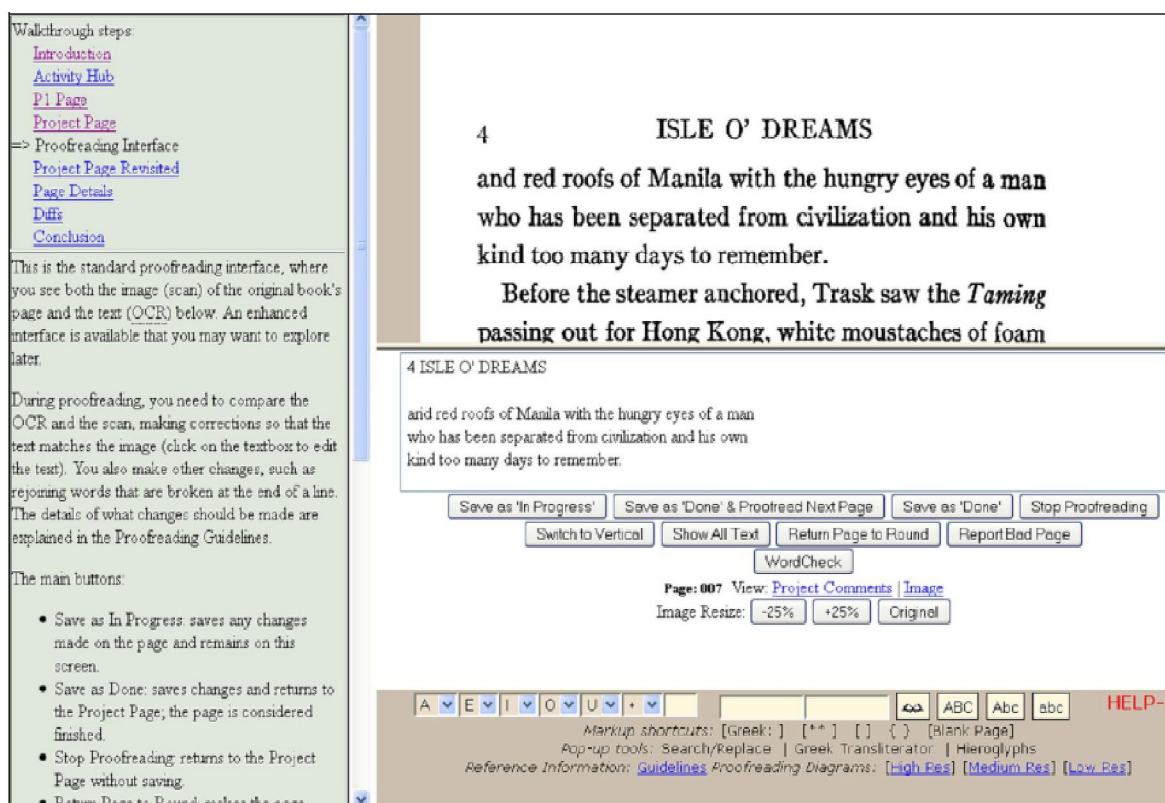 Walkthrough steps:
Introduction
Activity Hub
P1 Page
Project Page
=> Proofreading Interface
Project Page Revisited
Page Details
Diffs
Conclusion
This is the standard proofreading interface, where
you see both the image (scan) of the original book's
page and the text (OCR) below. An enhanced
interface is available that you may want to explore
later.
During proofreading, you need to compare the
OCR and the scan, making corrections so that the
text matches the image (click on the textbox to edit
the text). You also make other changes, such as
rejoining words that are broken at the end of a line.
The details of what changes should be made are
explained in the Proofreading Guidelines.
The main buttons:
• Save as In Progress: saves any changes
made on the page and remains on this
screen.
• Save as Done: saves changes and returns to
the Project Page; the page is considered
finished.
• Stop Proofreading: returns to the Project
Page without saving.
• Return Page to Round: makes the page
4 ISLE O' DREAMS
and red roofs of Manila with the hungry eyes of a man
who has been separated from civilization and his own
kind too many days to remember.
Before the steamer anchored, Trask saw the Taming
passing out for Hong Kong, white moustaches of foam
4 ISLE O' DREAMS
arid red roofs of Manila with the hungry eyes of a man
who has been separated from civilization and his own
kind too many days to remember.
Save as 'In Progress' Save as 'Done' & Proofread Next Page Save as 'Done' Stop Proofreading
Switch to Vertical Show All Text Return Page to Round Report Bad Page
WordCheck
Page: 007 View: Project Comments | Image
Image Resize: -25% +25% Original
A E I O U + ABC Abc abc HELP-
Markup shortcuts: [Greek: ] [** ] [ ] { } [Blank Page]
Pop-up tools: Search/Replace | Greek Transliterator | Hieroglyphs
Reference Information: Guidelines Proofreading Diagrams: [High Res] [Medium Res] [Low Res]